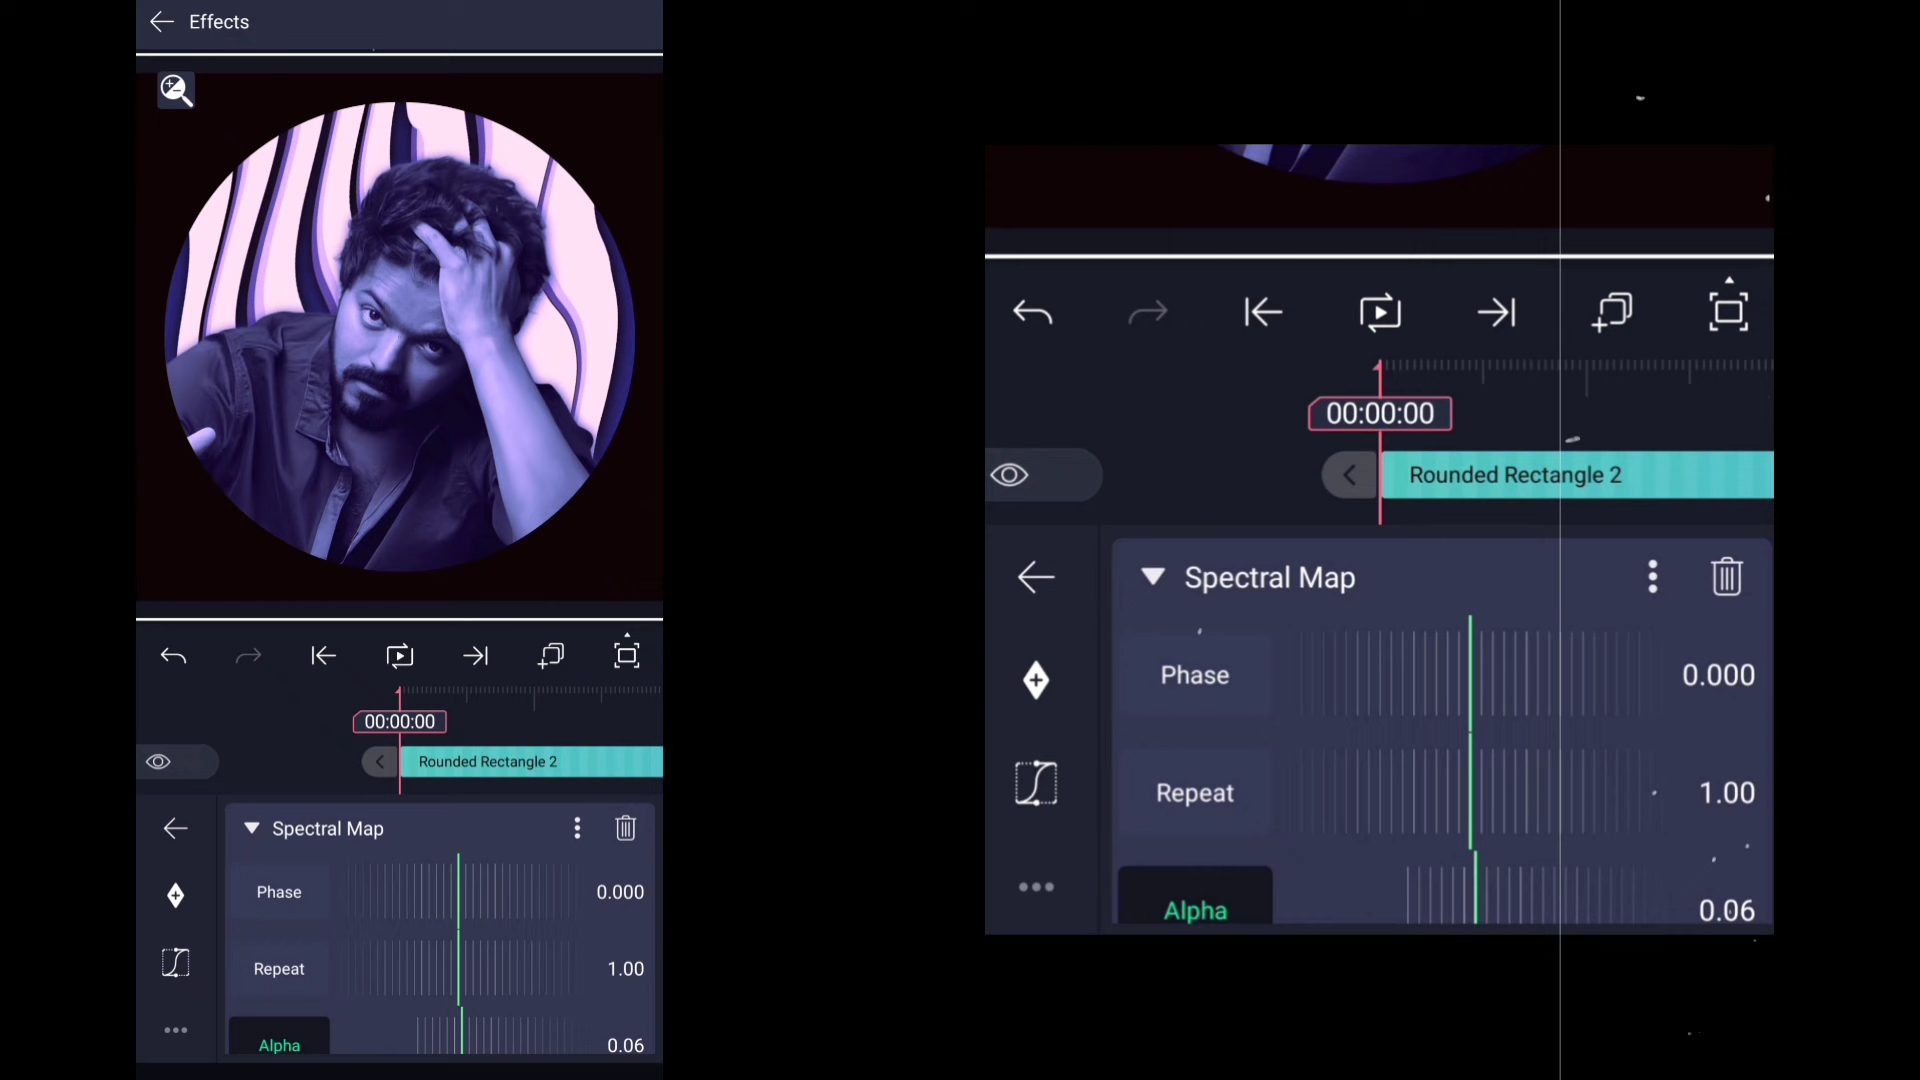 Effects
00:00:00
Rounded Rectangle 2
Spectral Map
Phase 0.000
Repeat 1.00
Alpha 0.06
00:00:00
Rounded Rectangle 2
Spectral Map
Phase 0.000
Repeat 1.00
Alpha 0.06